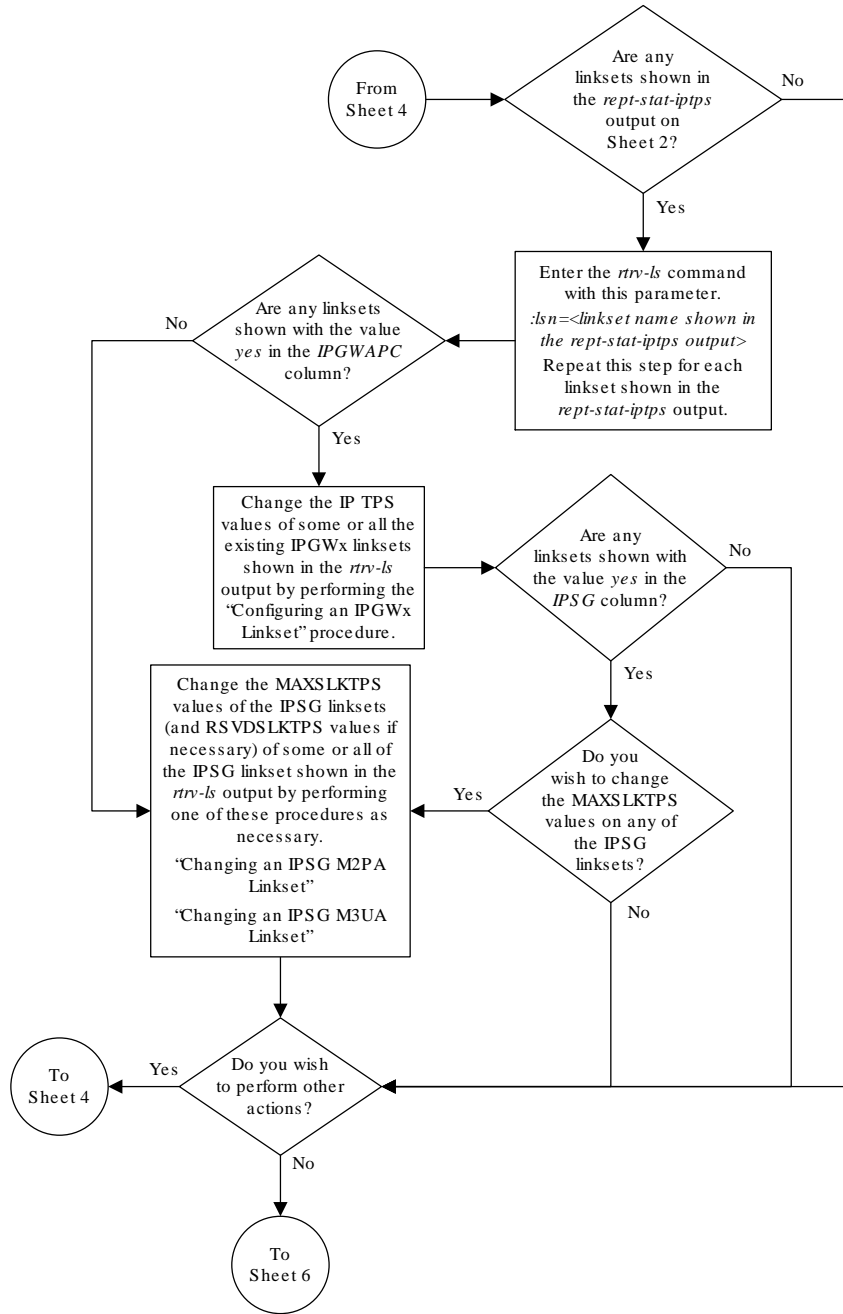 From
Sheet 4
Are any
linksets shown in
the rept-stat-iptps
output on
Sheet 2?
No
Yes
Enter the rtrv-ls command
with this parameter.
:lsn=<linkset name shown in
the rept-stat-iptps output>
Repeat this step for each
linkset shown in the
rept-stat-iptps output.
Are any linksets
shown with the value
yes in the IPGWAPC
column?
No
Yes
Change the IP TPS
values of some or all the
existing IPGWx linksets
shown in the rtrv-ls
output by performing the
“Configuring an IPGWx
Linkset” procedure.
Are any
linksets shown with
the value yes in the
IPSG column?
No
Yes
Change the MAXSLKTPS
values of the IPSG linksets
(and RSVDSLKTPS values if
necessary) of some or all of
the IPSG linkset shown in the
rtrv-ls output by performing
one of these procedures as
necessary.
“Changing an IPSG M2PA
Linkset”
“Changing an IPSG M3UA
Linkset”
Do you
wish to change
the MAXSLKTPS
values on any of
the IPSG
linksets?
Yes
No
Do you wish
to perform other
actions?
Yes
To
Sheet 4
No
To
Sheet 6